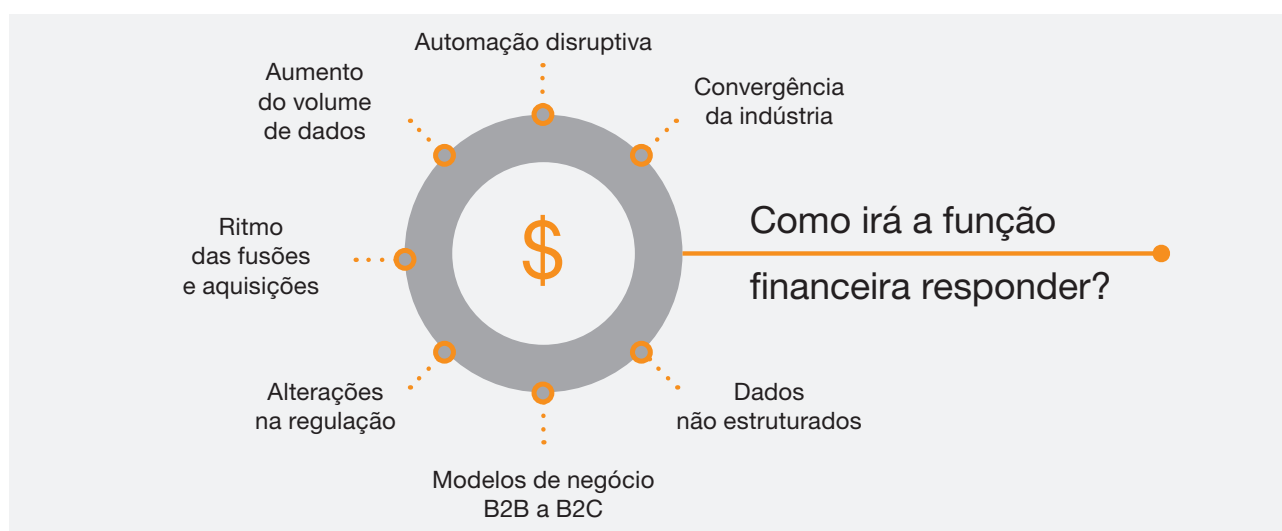 Automação disruptiva
Aumento
do volume
de dados
Convergência
da indústria
Ritmo
das fusões
e aquisições
$
Como irá a função
financeira responder?
Alterações
na regulação
Dados
não estruturados
Modelos de negócio
B2B a B2C